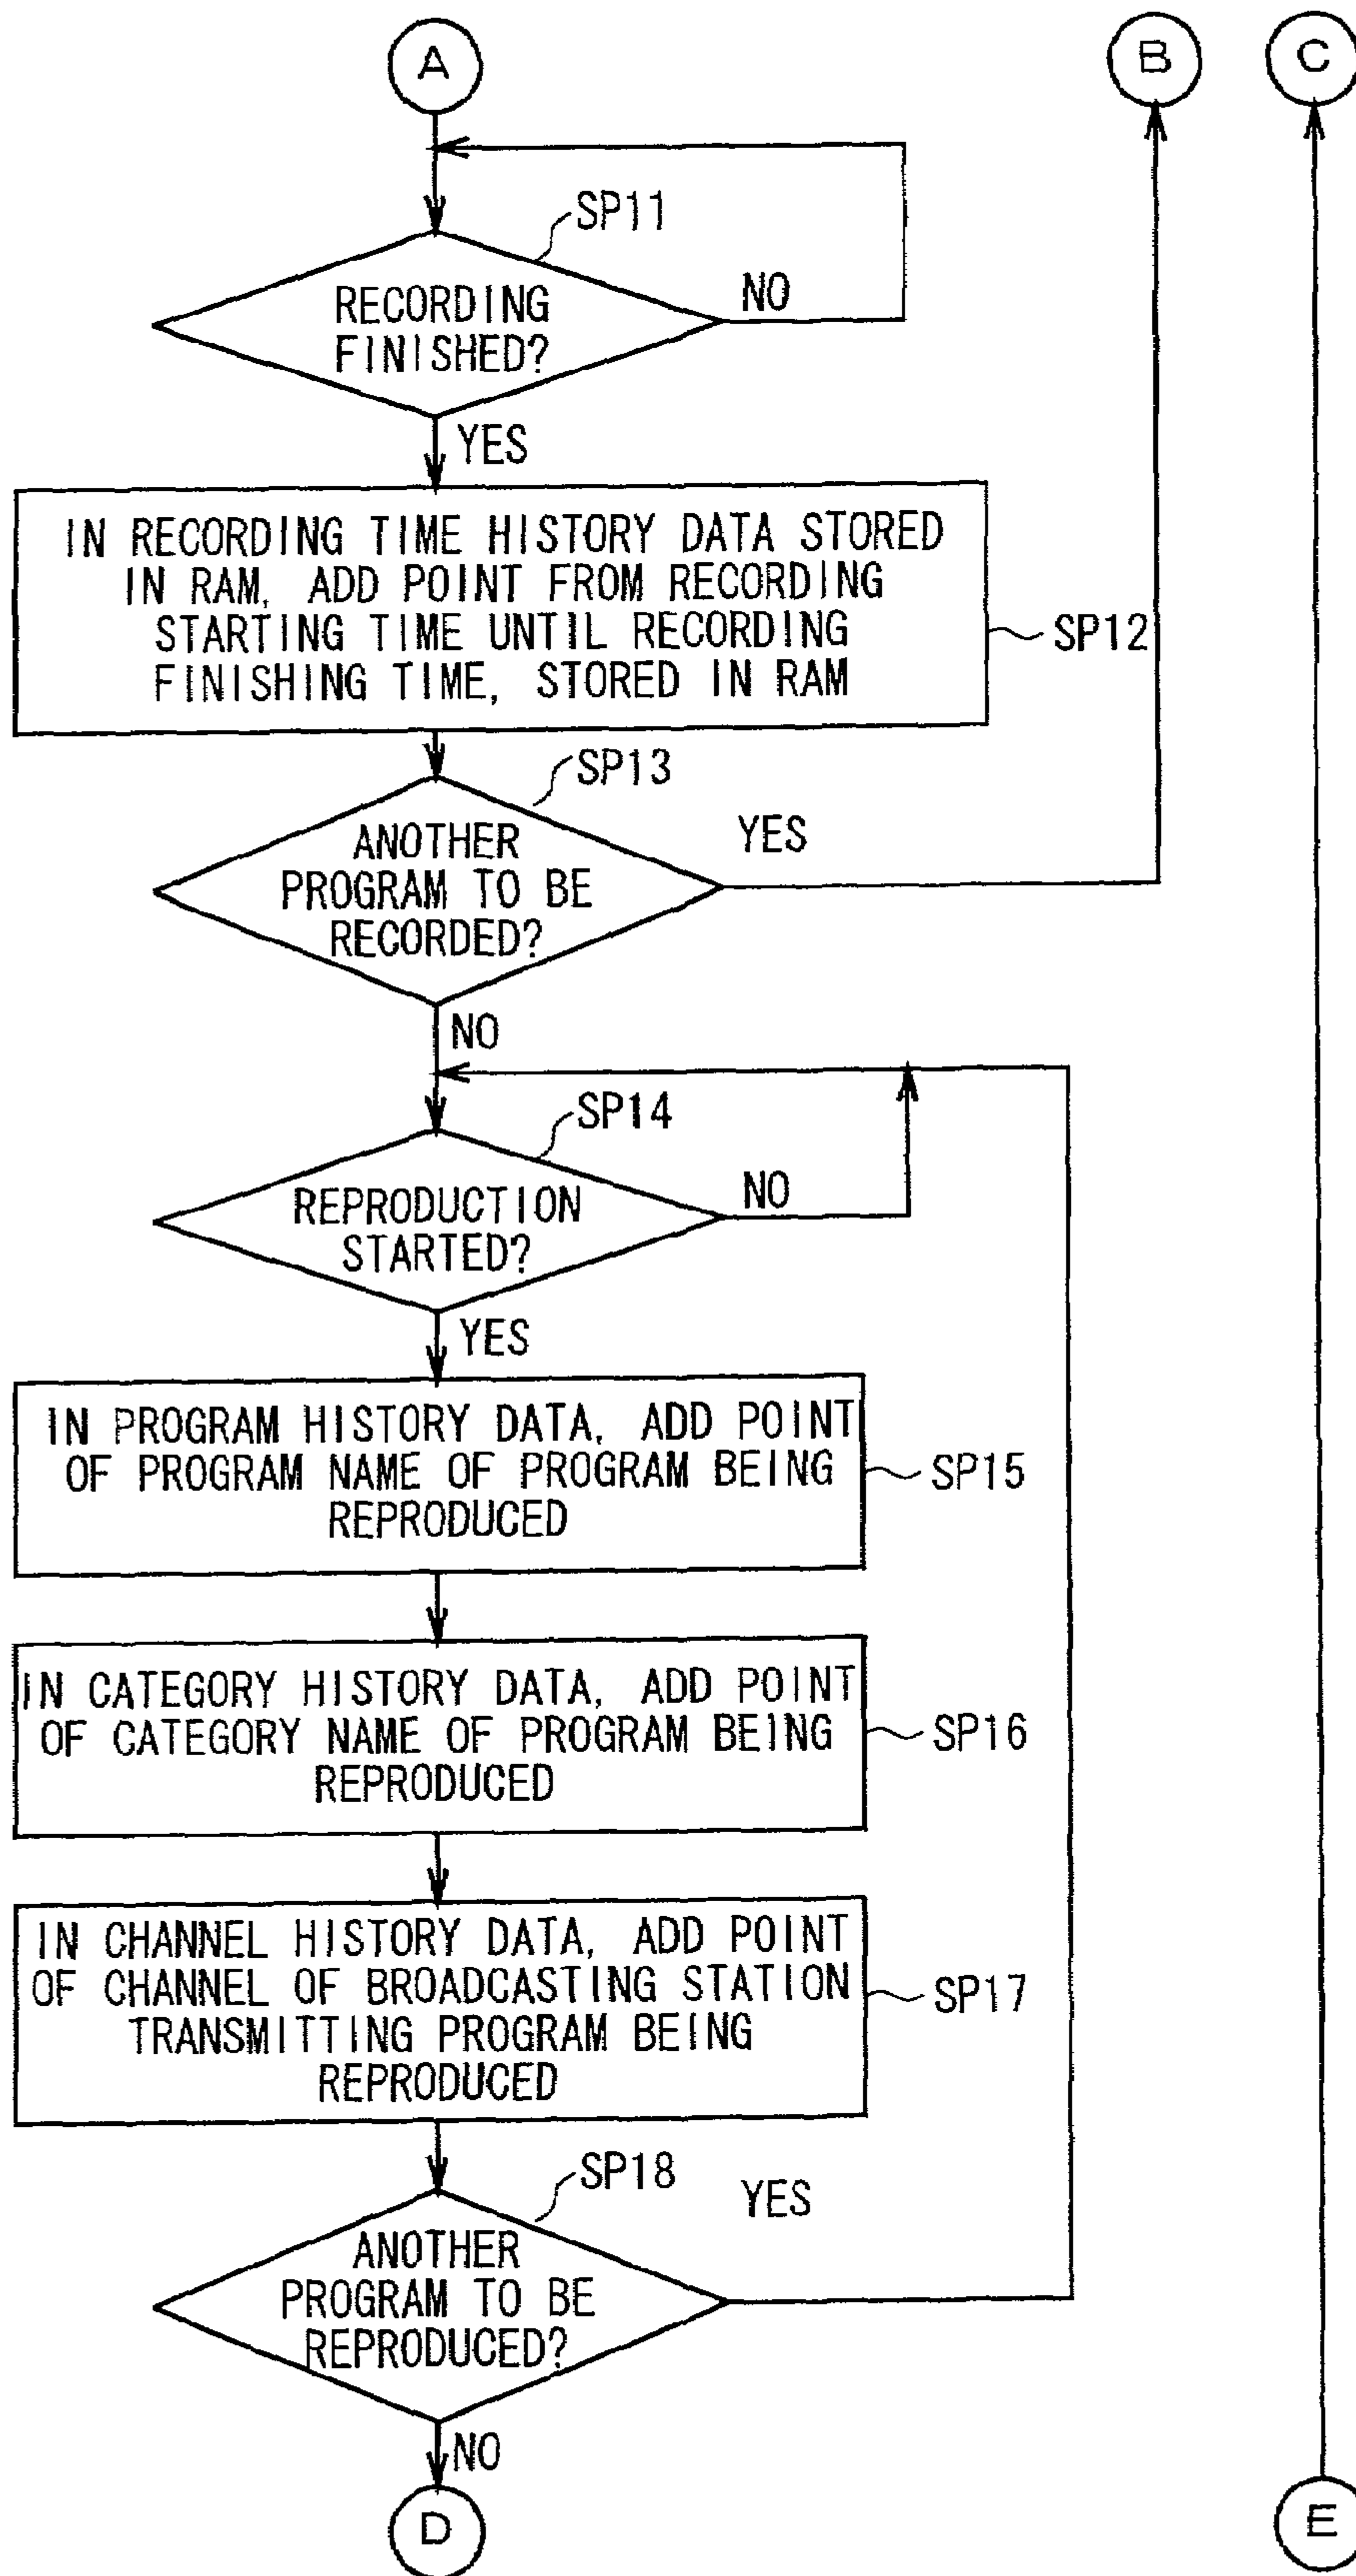 A
B
C
SP11
RECORDING
FINISHED?
NO
YES
IN RECORDING TIME HISTORY DATA STORED
IN RAM, ADD POINT FROM RECORDING
STARTING TIME UNTIL RECORDING
FINISHING TIME, STORED IN RAM
SP12
SP13
ANOTHER
PROGRAM TO BE
RECORDED?
YES
NO
SP14
REPRODUCTION
STARTED?
NO
YES
IN PROGRAM HISTORY DATA, ADD POINT
OF PROGRAM NAME OF PROGRAM BEING
REPRODUCED
SP15
IN CATEGORY HISTORY DATA, ADD POINT
OF CATEGORY NAME OF PROGRAM BEING
REPRODUCED
SP16
IN CHANNEL HISTORY DATA, ADD POINT
OF CHANNEL OF BROADCASTING STATION
TRANSMITTING PROGRAM BEING
REPRODUCED
SP17
SP18
ANOTHER
PROGRAM TO BE
REPRODUCED?
YES
NO
D
E